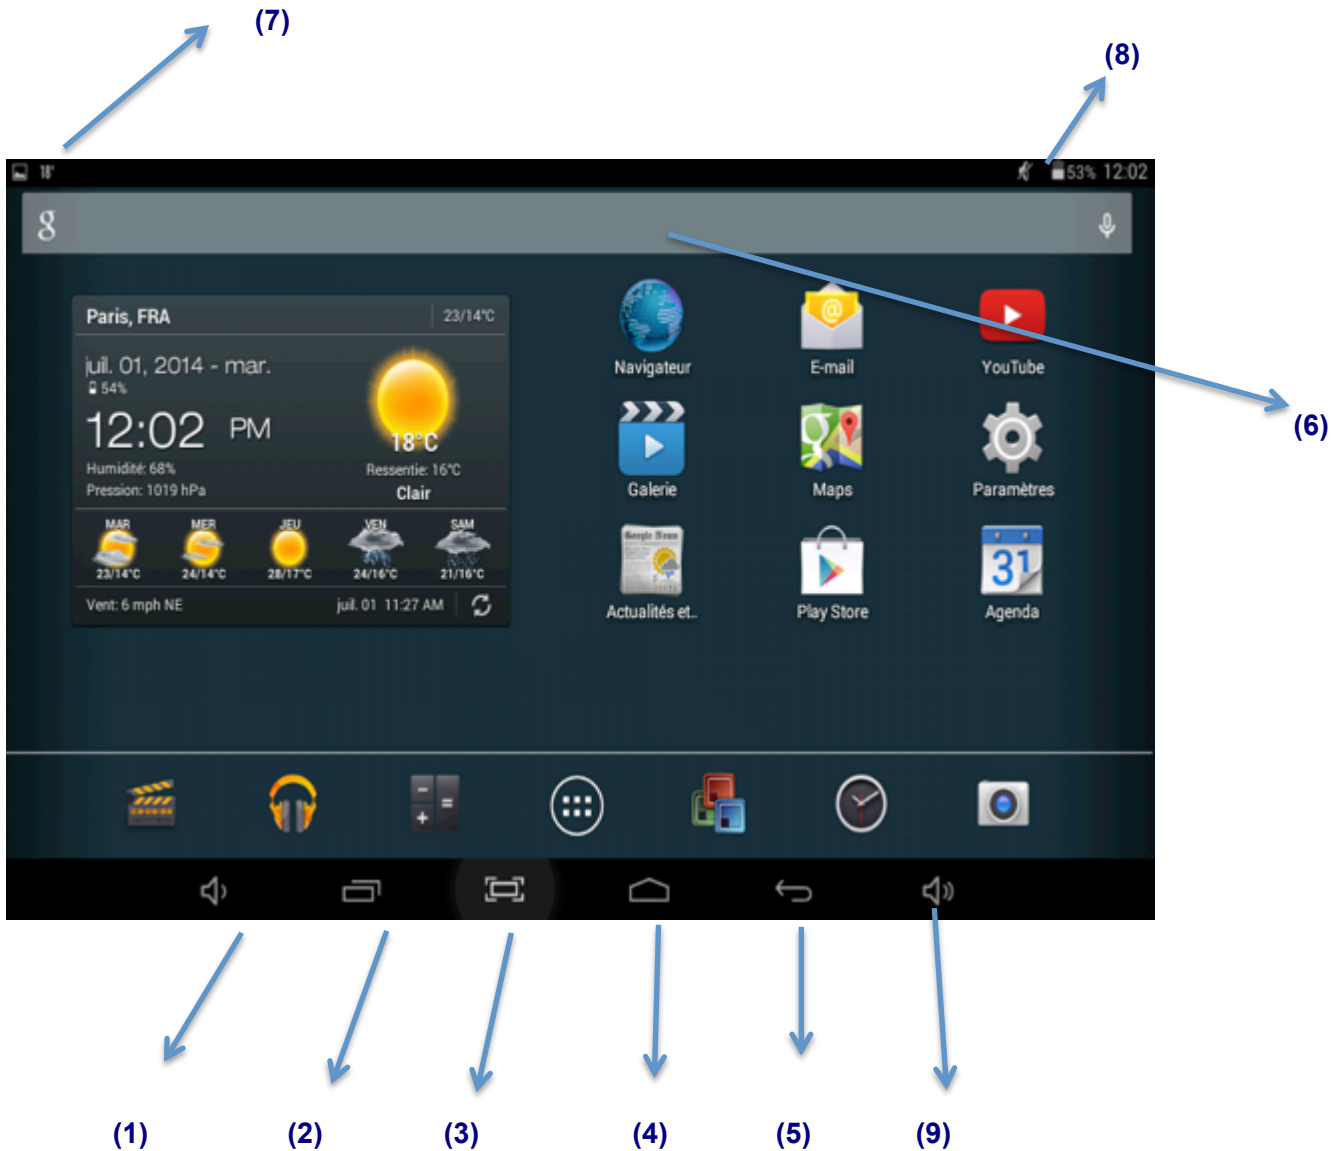 (7)
(8)
18°
53% 12:02
g
Paris, FRA
23/14°C
juil. 01, 2014 - mar.
54%
12:02 PM
18°C
Humidité: 68%
Ressentie: 16°C
Pression: 1019 hPa
Clair
MAR MER JEU VEN SAM
23/14°C 24/14°C 28/17°C 24/16°C 21/16°C
Vent: 6 mph NE
juil. 01 11:27 AM
Navigateur
E-mail
YouTube
(6)
Galerie
Maps
Paramètres
Google News
31
Actualités et..
Play Store
Agenda
(1)
(2)
(3)
(4)
(5)
(9)